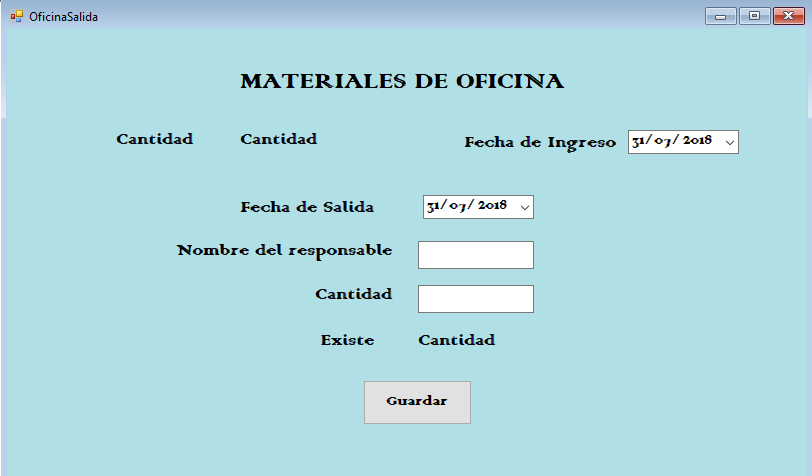 OficinaSalida
MATERIALES DE OFICINA
Cantidad Cantidad Fecha de Ingreso 31/07/2018
Fecha de Salida 31/07/2018
Nombre del responsable
Cantidad
Existe Cantidad
Guardar